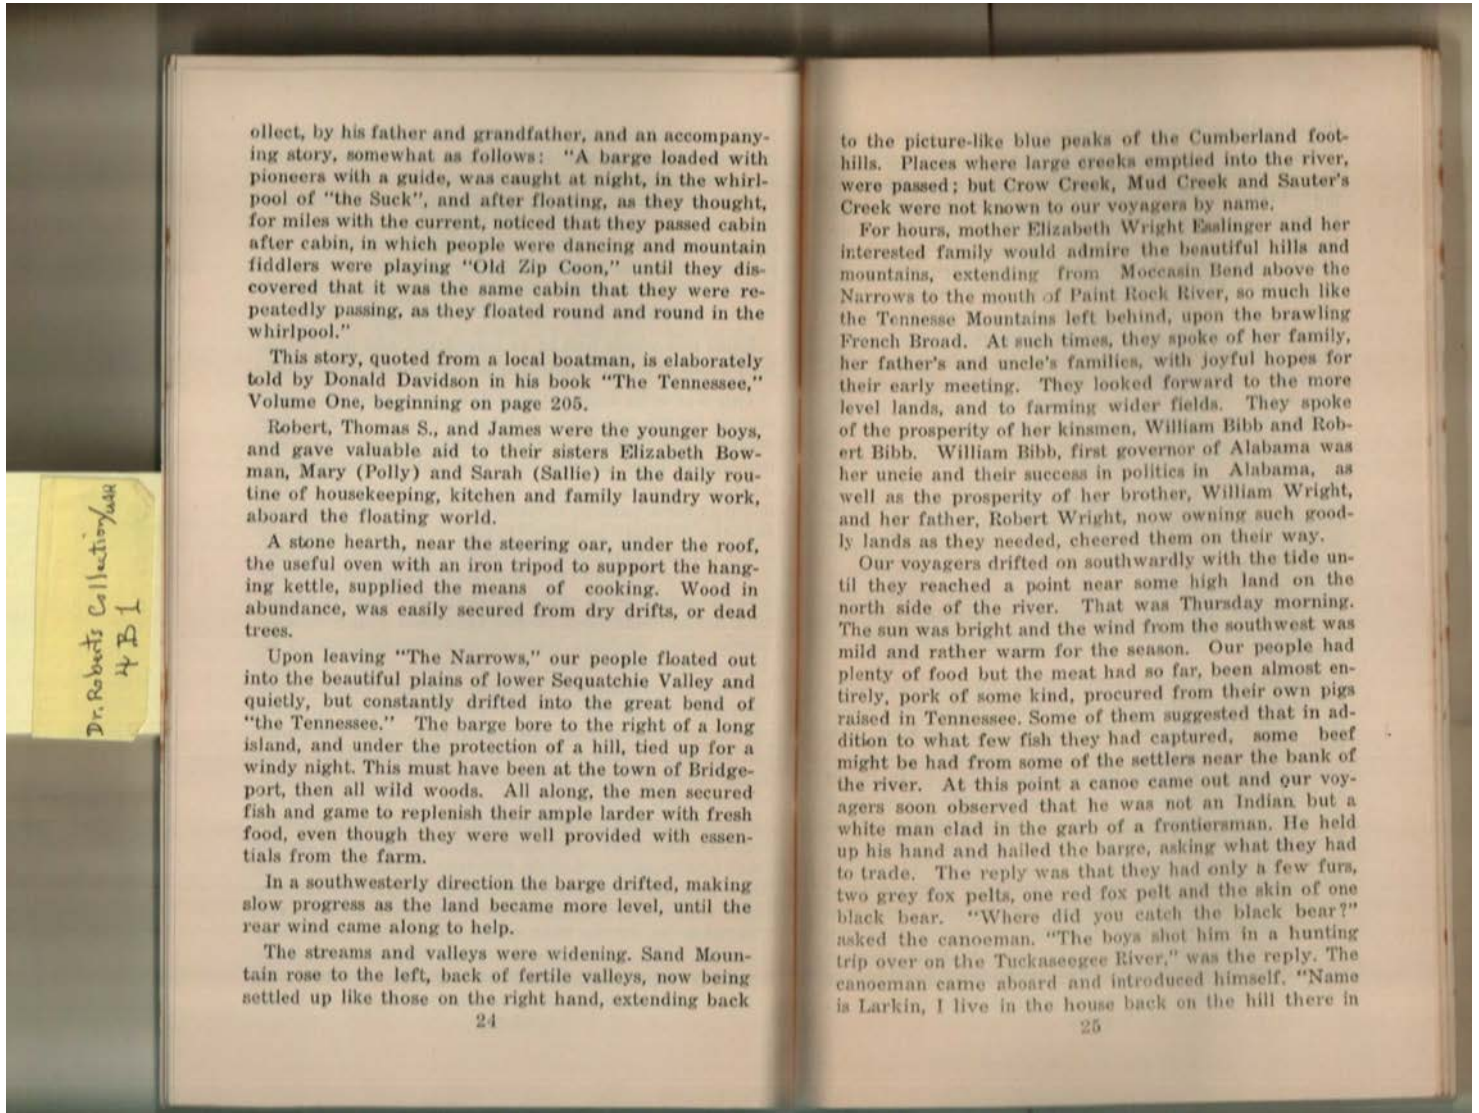 ollect, by his father and grandfather, and an accompany-
ing story, somewhat as follows: "A barge loaded with
pioneers with a guide, was caught at night, in the whirl-
pool of "the Suck", and after floating, as they thought,
for miles with the current, noticed that they passed cabin
after cabin, in which people were dancing and mountain
fiddlers were playing "Old Zip Coon," until they dis-
covered that it was the same cabin that they were re-
peatedly passing, as they floated round and round in the
whirlpool."
This story, quoted from a local boatman, is elaborately
told by Donald Davidson in his book "The Tennessee,"
Volume One, beginning on page 205.
Robert, Thomas S., and James were the younger boys,
and gave valuable aid to their sisters Elizabeth Bow-
man, Mary (Polly) and Sarah (Sallie) in the daily rou-
tine of housekeeping, kitchen and family laundry work,
aboard the floating world.
A stone hearth, near the steering oar, under the roof,
the useful oven with an iron tripod to support the hang-
ing kettle, supplied the means of cooking. Wood in
abundance, was easily secured from dry drifts, or dead
trees.
Upon leaving "The Narrows," our people floated out
into the beautiful plains of lower Sequatchie Valley and
quietly, but constantly drifted into the great bend of
"the Tennessee." The barge bore to the right of a long
island, and under the protection of a hill, tied up for a
windy night. This must have been at the town of Bridge-
port, then all wild woods. All along, the men secured
fish and game to replenish their ample larder with fresh
food, even though they were well provided with essen-
tials from the farm.
In a southwesterly direction the barge drifted, making
slow progress as the land became more level, until the
rear wind came along to help.
The streams and valleys were widening. Sand Moun-
tain rose to the left, back of fertile valleys, now being
settled up like those on the right hand, extending back
24
to the picture-like blue peaks of the Cumberland foot-
hills. Places where large creeks emptied into the river,
were passed; but Crow Creek, Mud Creek and Sauter's
Creek were not known to our voyagers by name.
For hours, mother Elizabeth Wright Esslinger and her
interested family would admire the beautiful hills and
mountains, extending from Moccasin Bend above the
Narrows to the mouth of Paint Rock River, so much like
the Tennesse Mountains left behind, upon the brawling
French Broad. At such times, they spoke of her family,
her father's and uncle's families, with joyful hopes for
their early meeting. They looked forward to the more
level lands, and to farming wider fields. They spoke
of the prosperity of her kinsmen, William Bibb and Rob-
ert Bibb. William Bibb, first governor of Alabama was
her uncie and their success in politics in Alabama, as
well as the prosperity of her brother, William Wright,
and her father, Robert Wright, now owning such good-
ly lands as they needed, cheered them on their way.
Our voyagers drifted on southwardly with the tide un-
til they reached a point near some high land on the
north side of the river. That was Thursday morning.
The sun was bright and the wind from the southwest was
mild and rather warm for the season. Our people had
plenty of food but the meat had so far, been almost en-
tirely, pork of some kind, procured from their own pigs
raised in Tennessee. Some of them suggested that in ad-
dition to what few fish they had captured, some beef
might be had from some of the settlers near the bank of
the river. At this point a canoe came out and our voy-
agers soon observed that he was not an Indian but a
white man clad in the garb of a frontiersman. He held
up his hand and hailed the barge, asking what they had
to trade. The reply was that they had only a few furs,
two grey fox pelts, one red fox pelt and the skin of one
black bear. "Where did you catch the black bear?"
asked the canoeman. "The boys shot him in a hunting
trip over on the Tuckaseegee River," was the reply. The
canoeman came aboard and introduced himself. "Name
is Larkin, I live in the house back on the hill there in
25
Dr. Roberts Collection/UAH
4 B 1